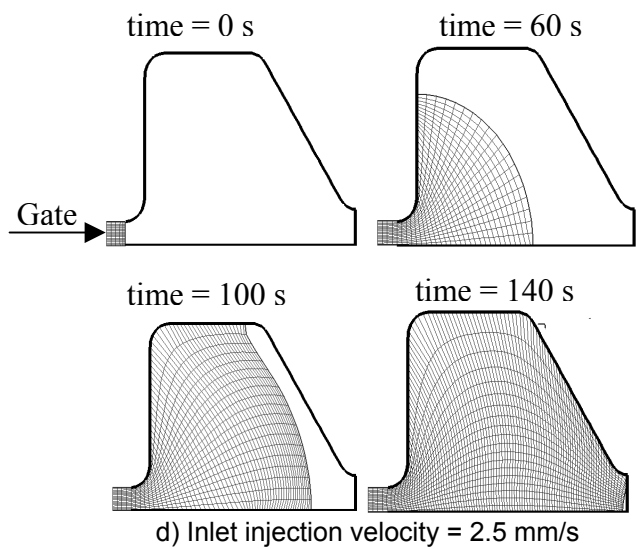 time = 0 s
time = 60 s
Gate
time = 100 s
time = 140 s
d) Inlet injection velocity = 2.5 mm/s